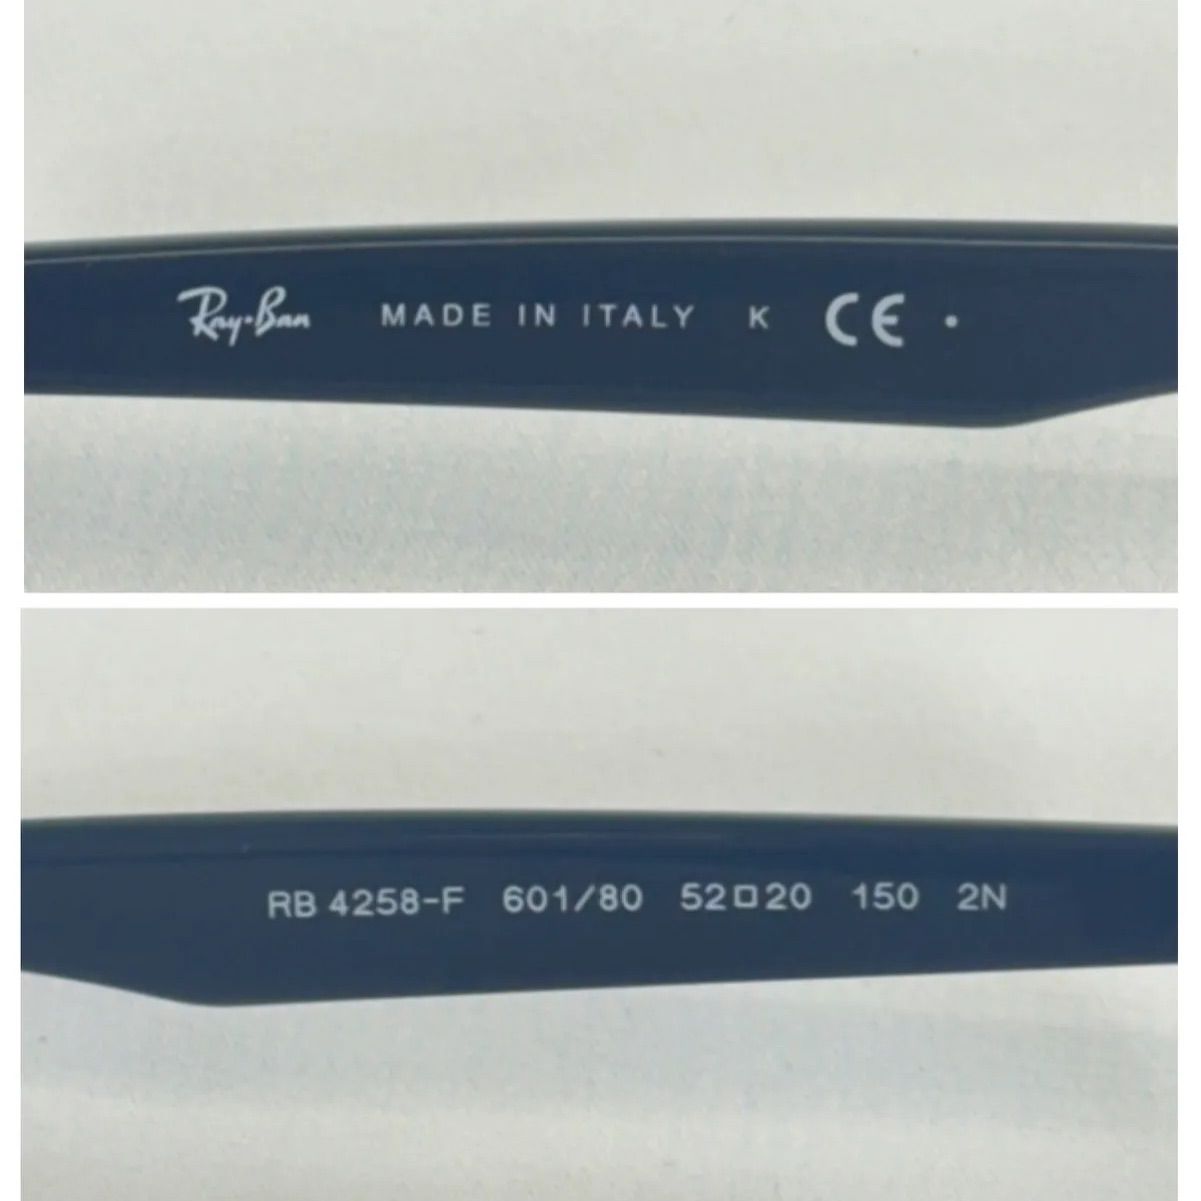 Ray-Ban MADE IN ITALY K CE •
RB 4258-F 601/80 52□20 150 2N